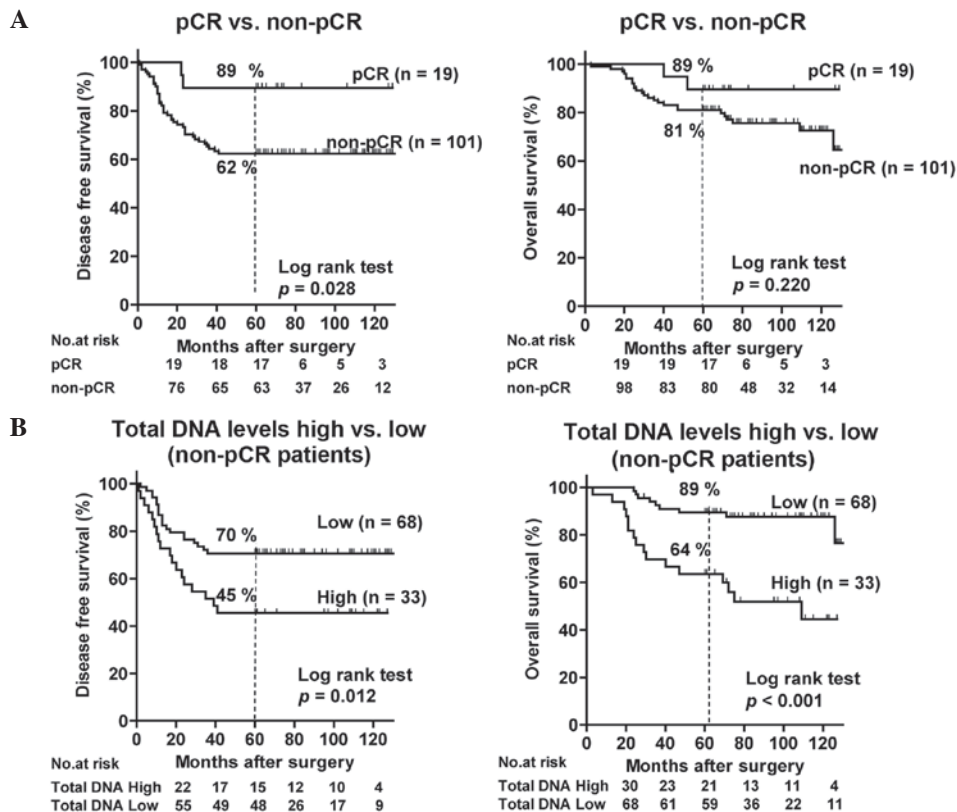 A
pCR vs. non-pCR
Disease free survival (%)
100
80
60
40
20
0
89 %
pCR (n = 19)
non-pCR (n = 101)
62 %
Log rank test
p = 0.028
0 20 40 60 80 100 120
Months after surgery
No.at risk
pCR 19 18 17 6 5 3
non-pCR 76 65 63 37 26 12
pCR vs. non-pCR
Overall survival (%)
100
80
60
40
20
0
89 %
pCR (n = 19)
81 %
non-pCR (n = 101)
Log rank test
p = 0.220
0 20 40 60 80 100 120
Months after surgery
No.at risk
pCR 19 19 17 6 5 3
non-pCR 98 83 80 48 32 14
B
Total DNA levels high vs. low
(non-pCR patients)
Disease free survival (%)
100
80
60
40
20
0
70 %
Low (n = 68)
45 %
High (n = 33)
Log rank test
p = 0.012
0 20 40 60 80 100 120
Months after surgery
No.at risk
Total DNA High 22 17 15 12 10 4
Total DNA Low 55 49 48 26 17 9
Total DNA levels high vs. low
(non-pCR patients)
Overall survival (%)
100
80
60
40
20
0
89 %
Low (n = 68)
64 %
High (n = 33)
Log rank test
p < 0.001
0 20 40 60 80 100 120
Months after surgery
No.at risk
Total DNA High 30 23 21 13 11 4
Total DNA Low 68 61 59 36 22 11